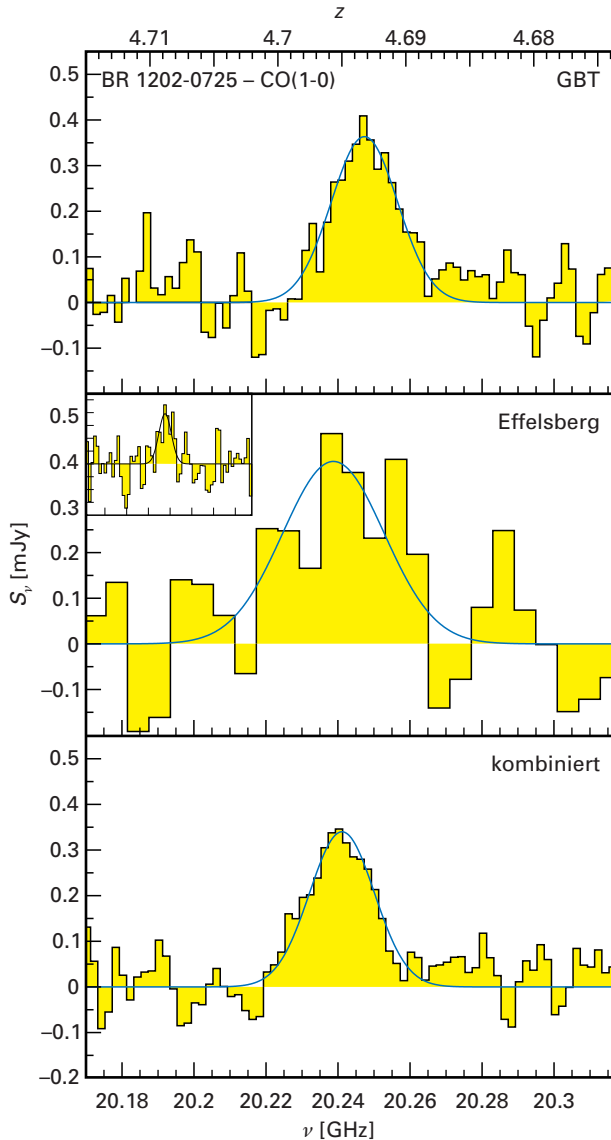 z
4.71 4.7 4.69 4.68
BR 1202-0725 – CO(1-0) GBT
0.5
0.4
0.3
0.2
0.1
0
–0.1
Effelsberg
0.5
0.4
0.3
0.2
0.1
0
–0.1
Sν [mJy]
kombiniert
0.5
0.4
0.3
0.2
0.1
0
–0.1
–0.2
20.18 20.2 20.22 20.24 20.26 20.28 20.3
ν [GHz]